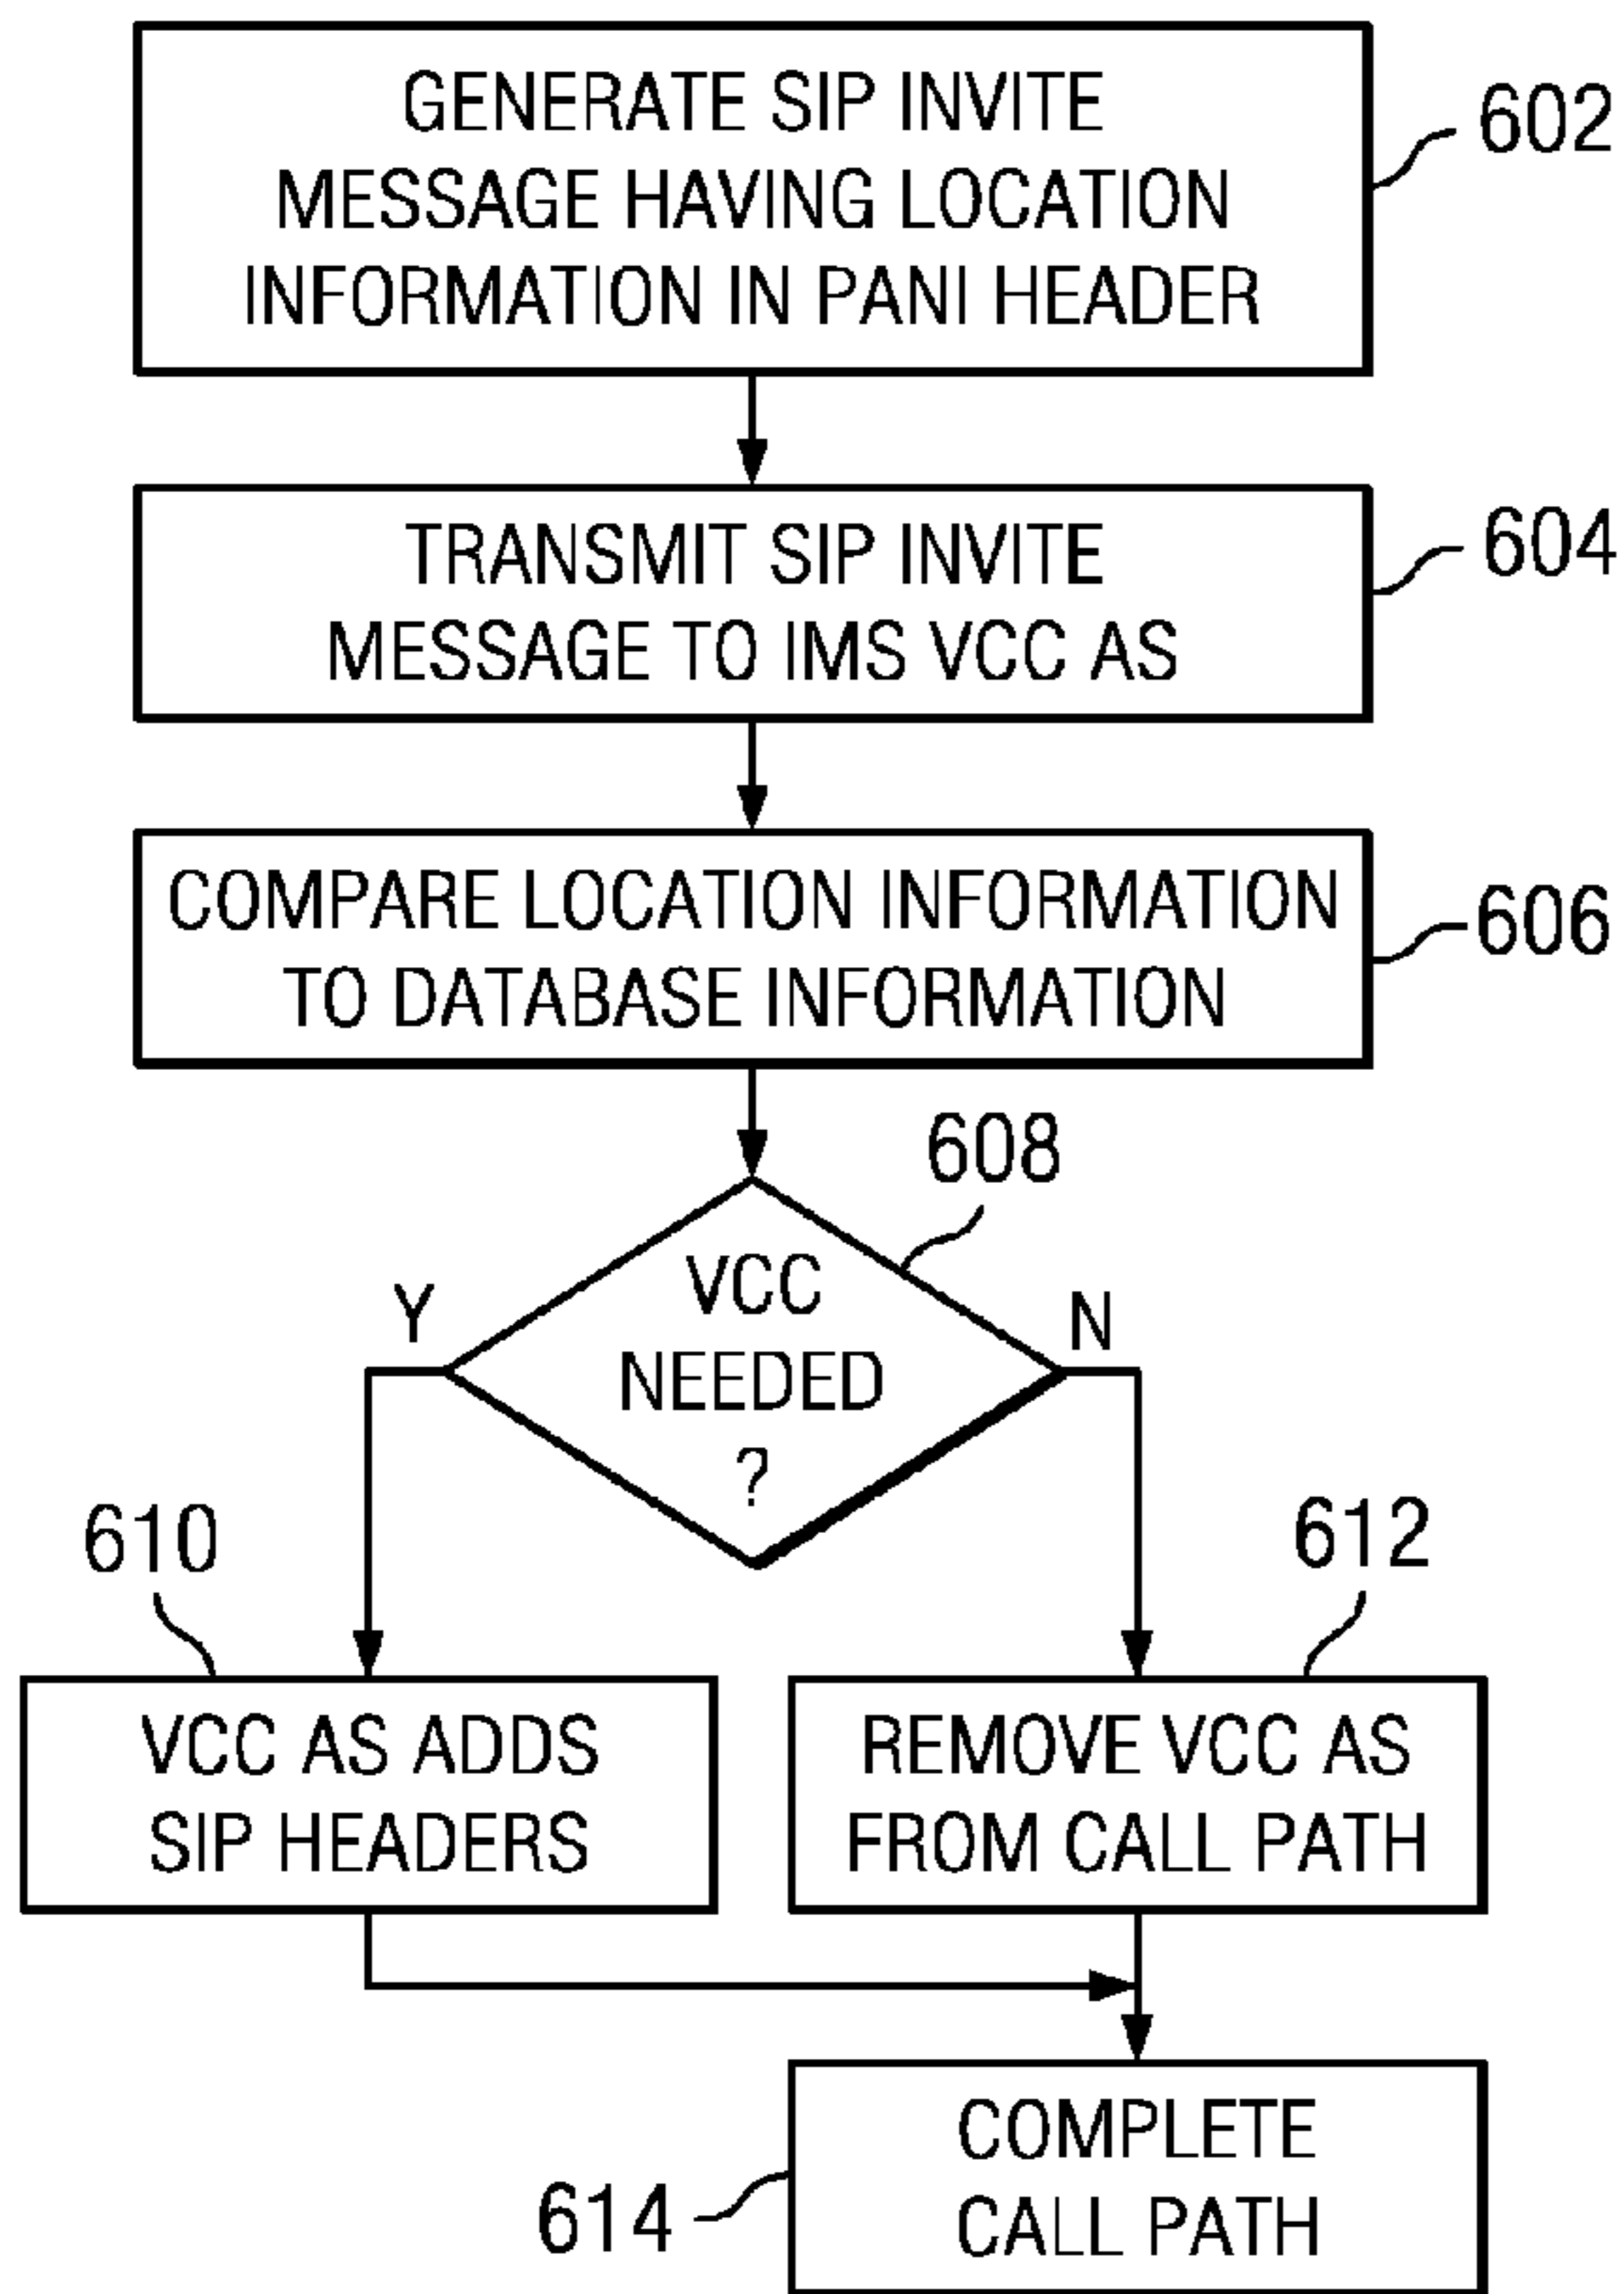 GENERATE SIP INVITE
MESSAGE HAVING LOCATION
INFORMATION IN PANI HEADER
602
TRANSMIT SIP INVITE
MESSAGE TO IMS VCC AS
604
COMPARE LOCATION INFORMATION
TO DATABASE INFORMATION
606
608
VCC
NEEDED
?
Y
N
610
612
VCC AS ADDS
SIP HEADERS
REMOVE VCC AS
FROM CALL PATH
COMPLETE
CALL PATH
614